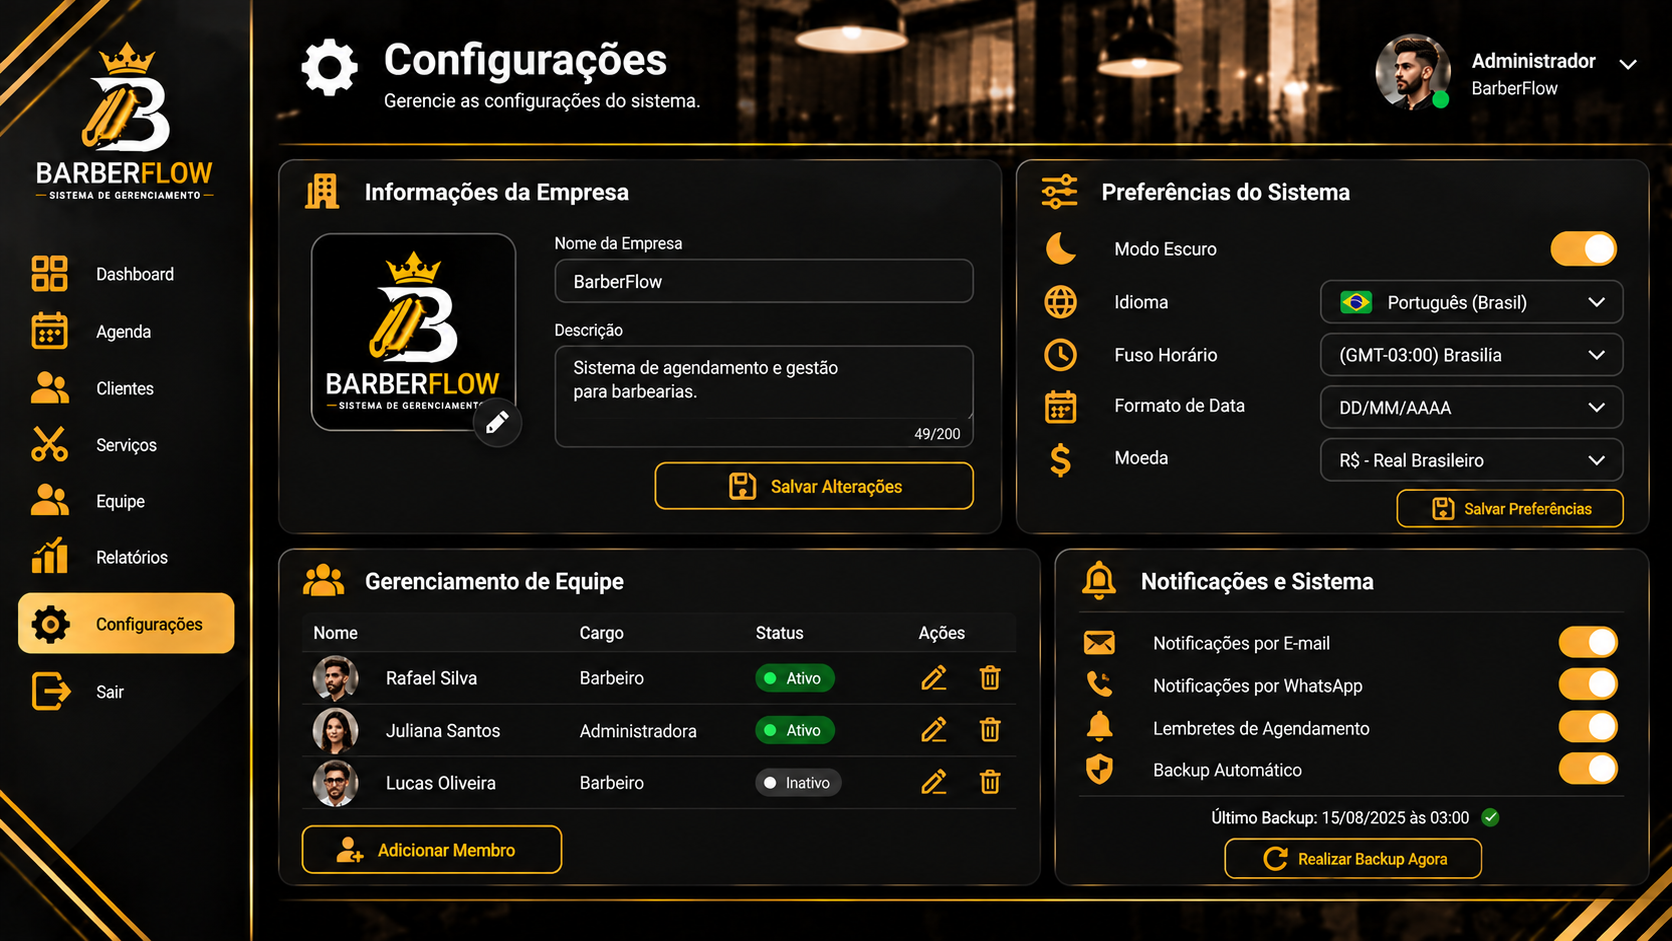 BARBERFLOW
SISTEMA DE GERENCIAMENTO
Dashboard
Agenda
Clientes
Serviços
Equipe
Relatórios
Configurações
Sair
Configurações
Gerencie as configurações do sistema.
Administrador
BarberFlow
Informações da Empresa
B
BARBERFLOW
SISTEMA DE GERENCIAMENTO
Nome da Empresa
BarberFlow
Descrição
Sistema de agendamento e gestão
para barbearias.
49/200
Salvar Alterações
Preferências do Sistema
Modo Escuro
Idioma
Português (Brasil)
Fuso Horário
(GMT-03:00) Brasilía
Formato de Data
DD/MM/AAAA
Moeda
R$ - Real Brasileiro
Salvar Preferências
Gerenciamento de Equipe
Nome Cargo Status Ações
Rafael Silva Barbeiro Ativo
Juliana Santos Administradora Ativo
Lucas Oliveira Barbeiro Inativo
Adicionar Membro
Notificações e Sistema
Notificações por E-mail
Notificações por WhatsApp
Lembretes de Agendamento
Backup Automático
Último Backup: 15/08/2025 às 03:00
Realizar Backup Agora